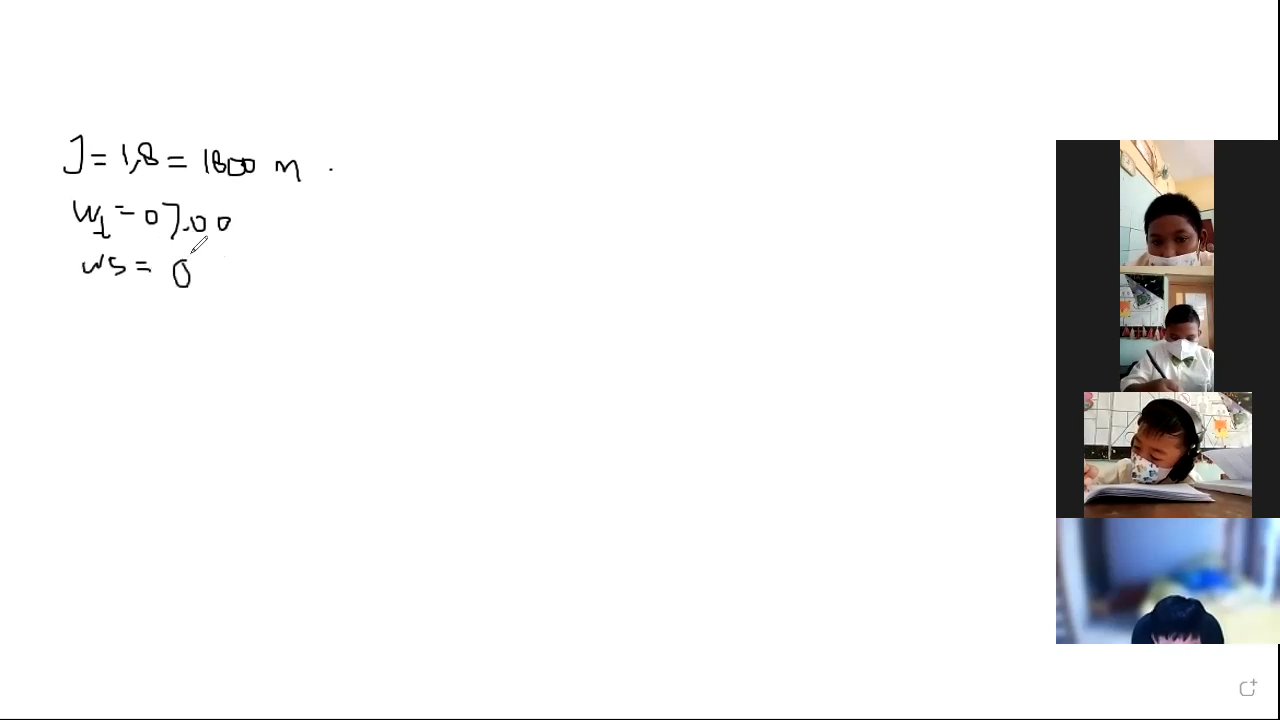 J = 1,8 = 1800 m .
W1 = 07.00
WS = 0